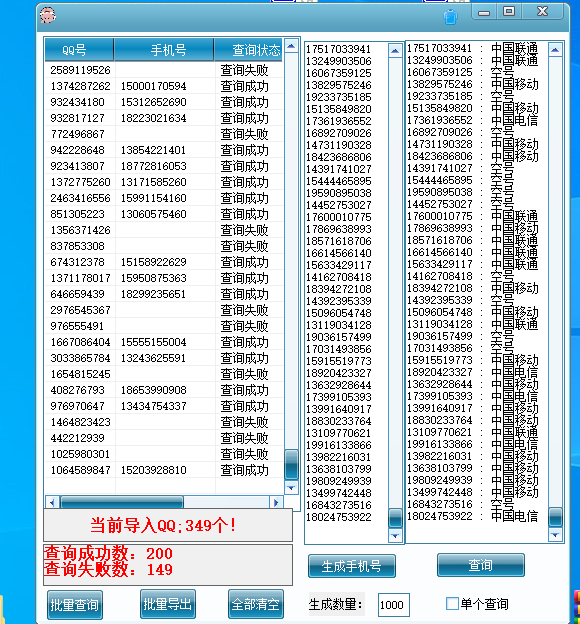 QQ号 手机号 查询状态
2589119526 查询失败
1374287262 15000170594 查询成功
932434180 15312652690 查询成功
932817127 18223021634 查询成功
772496867 查询失败
942228648 13854221401 查询成功
923413807 18772816053 查询成功
1372775260 13171585260 查询成功
2463416556 15991154160 查询成功
851305223 13060575460 查询成功
1356371426 查询失败
837853308 查询失败
674312378 15158922629 查询成功
1371178017 15950875363 查询成功
646659439 18299235651 查询成功
2976545367 查询失败
976555491 查询失败
1667086404 15555155004 查询成功
3033865784 13243625591 查询成功
1654815245 查询失败
408276793 18653990908 查询成功
976970647 13434754337 查询成功
1464823423 查询失败
442212939 查询失败
1025980301 查询失败
1064589847 15203928810 查询成功
当前导入QQ;349个!
查询成功数: 200
查询失败数: 149
批量查询 批量导出 全部清空
17517033941
13249903506
16067359125
13829575246
19233735185
15135849820
17361936552
16892709026
14731190328
18423686806
14391741027
15444465895
19590895038
14452753027
17600010775
17869638993
18571618706
16614566140
15633429117
14162708418
18394272108
14392395339
15096054748
13119034128
19036157499
17031493856
15915519773
18920423327
13632928644
17399105393
13991640917
18830233764
13109770621
19916133866
13982216031
13638103799
19809249939
13499742448
16843273516
18024753922
17517033941 : 中国联通
13249903506 : 中国联通
16067359125 : 空号
13829575246 : 中国移动
19233735185 : 空号
15135849820 : 中国移动
17361936552 : 中国电信
16892709026 : 空号
14731190328 : 中国移动
18423686806 : 中国移动
14391741027 : 空号
15444465895 : 空号
19590895038 : 空号
14452753027 : 空号
17600010775 : 中国联通
17869638993 : 中国移动
18571618706 : 中国联通
16614566140 : 中国联通
15633429117 : 中国联通
14162708418 : 空号
18394272108 : 中国移动
14392395339 : 空号
15096054748 : 中国移动
13119034128 : 中国联通
19036157499 : 空号
17031493856 : 空号
15915519773 : 中国移动
18920423327 : 中国电信
13632928644 : 中国移动
17399105393 : 中国电信
13991640917 : 中国移动
18830233764 : 中国移动
13109770621 : 中国联通
19916133866 : 中国电信
13982216031 : 中国移动
13638103799 : 中国移动
19809249939 : 中国移动
13499742448 : 中国移动
16843273516 : 空号
18024753922 : 中国电信
生成手机号 查询
生成数量: 1000 单个查询